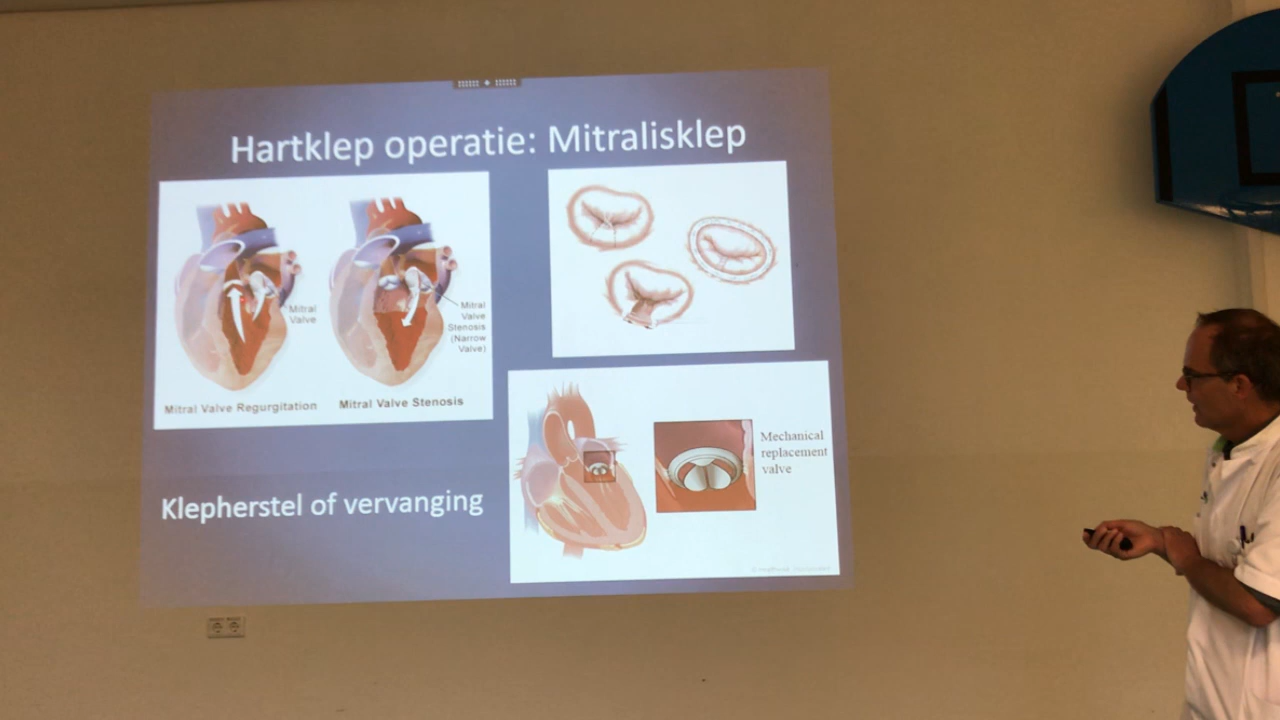 Hartklep operatie: Mitralisklep
Mitral
Valve
Mitral
Valve
Stenosis
(Narrow
Valve)
Mitral Valve Regurgitation
Mitral Valve Stenosis
Mechanical
replacement
valve
Klepherstel of vervanging